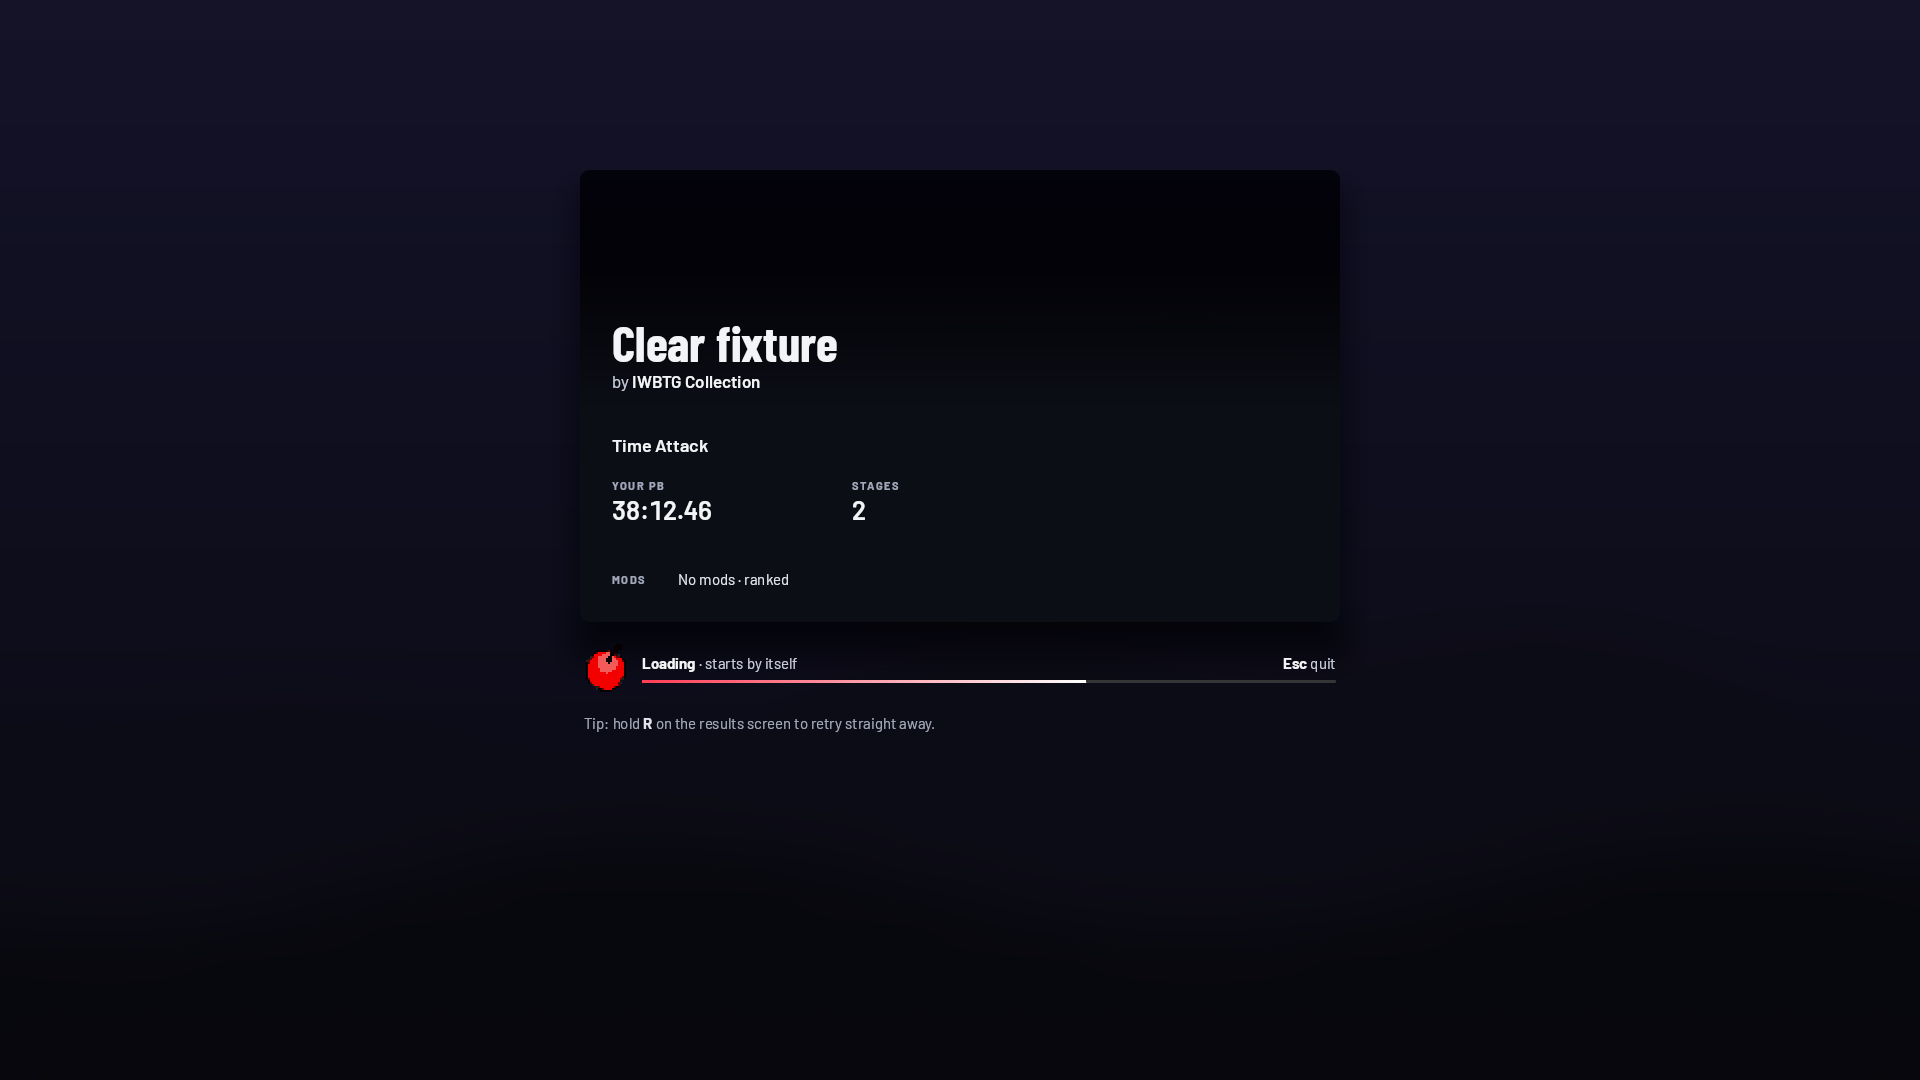 Clear fixture
by IWBTG Collection
Time Attack
YOUR PB
38:12.46
STAGES
2
MODS No mods · ranked
Loading · starts by itself
Esc quit
Tip: hold R on the results screen to retry straight away.